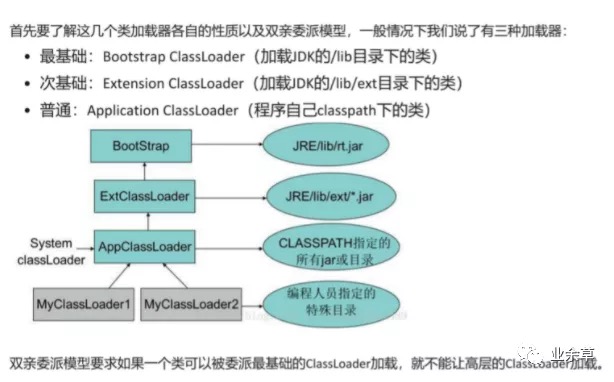 首先要了解这几个类加载器各自的性质以及双亲委派模型，一般情况下我们说了有三种加载器：
• 最基础：Bootstrap ClassLoader（加载JDK的/lib目录下的类）
• 次基础：Extension ClassLoader（加载JDK的/lib/ext目录下的类）
• 普通：Application ClassLoader（程序自己classpath下的类）
BootStrap
JRE/lib/rt.jar
ExtClassLoader
JRE/lib/ext/*.jar
System
classLoader
AppClassLoader
CLASSPATH指定的
所有jar或目录
MyClassLoader1
MyClassLoader2
编程人员指定的
特殊目录
业余草
双亲委派模型要求如果一个类可以被委派最基础的ClassLoader加载，就不能让高层的ClassLoader加载。